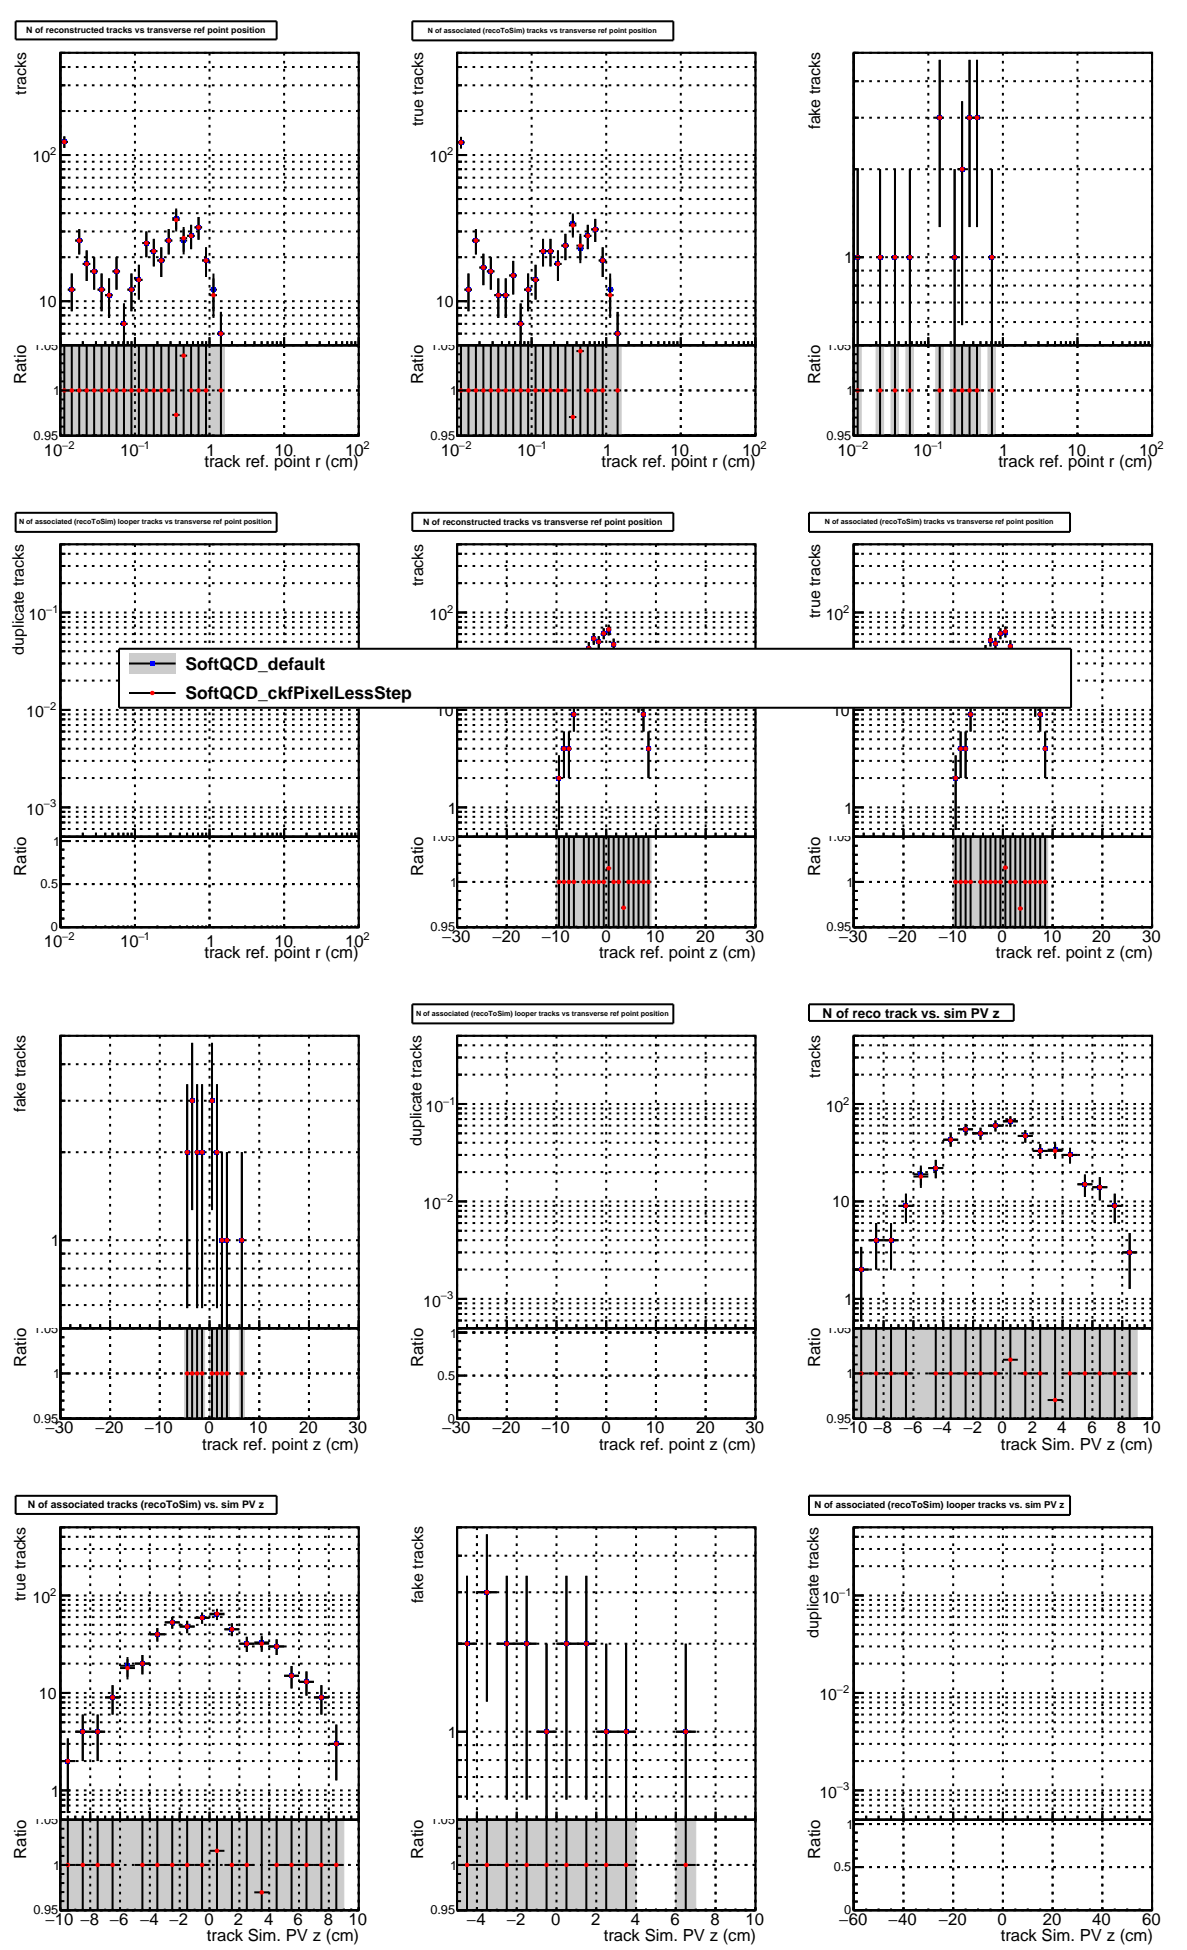 N of reconstructed tracks vs transverse ref point position
tracks
10²
10
Ratio
1.05
1
0.95
10⁻² 10⁻¹ 1 10 10²
track ref. point r (cm)
N of associated (recoToSim) tracks vs transverse ref point position
true tracks
10²
10
Ratio
1.05
1
0.95
10⁻² 10⁻¹ 1 10 10²
track ref. point r (cm)
fake tracks
1
Ratio
1.05
1
0.95
10⁻² 10⁻¹ 1 10 10²
track ref. point r (cm)
N of associated (recoToSim) looper tracks vs transverse ref point position
duplicate tracks
10⁻¹
10⁻²
10⁻³
Ratio
1
0.5
0
10⁻² 10⁻¹ 1 10 10²
track ref. point r (cm)
N of reconstructed tracks vs transverse ref point position
tracks
10²
10
1
Ratio
1.05
1
0.95
−30 −20 −10 0 10 20 30
track ref. point z (cm)
N of associated (recoToSim) tracks vs transverse ref point position
true tracks
10²
10
1
Ratio
1.05
1
0.95
−30 −20 −10 0 10 20 30
track ref. point z (cm)
SoftQCD_default
SoftQCD_ckfPixelLessStep
fake tracks
1
Ratio
1.05
1
0.95
−30 −20 −10 0 10 20 30
track ref. point z (cm)
N of associated (recoToSim) looper tracks vs transverse ref point position
duplicate tracks
10⁻¹
10⁻²
10⁻³
Ratio
1
0.5
0
−30 −20 −10 0 10 20 30
track ref. point z (cm)
N of reco track vs. sim PV z
tracks
10²
10
1
Ratio
1.05
1
0.95
−10 −8 −6 −4 −2 0 2 4 6 8 10
track Sim. PV z (cm)
N of associated tracks (recoToSim) vs. sim PV z
true tracks
10²
10
1
Ratio
1.05
1
0.95
−10 −8 −6 −4 −2 0 2 4 6 8 10
track Sim. PV z (cm)
fake tracks
1
Ratio
1.05
1
0.95
−4 −2 0 2 4 6 8 10
track Sim. PV z (cm)
N of associated (recoToSim) looper tracks vs. sim PV z
duplicate tracks
10⁻¹
10⁻²
10⁻³
Ratio
1
0.5
0
−60 −40 −20 0 20 40 60
track Sim. PV z (cm)